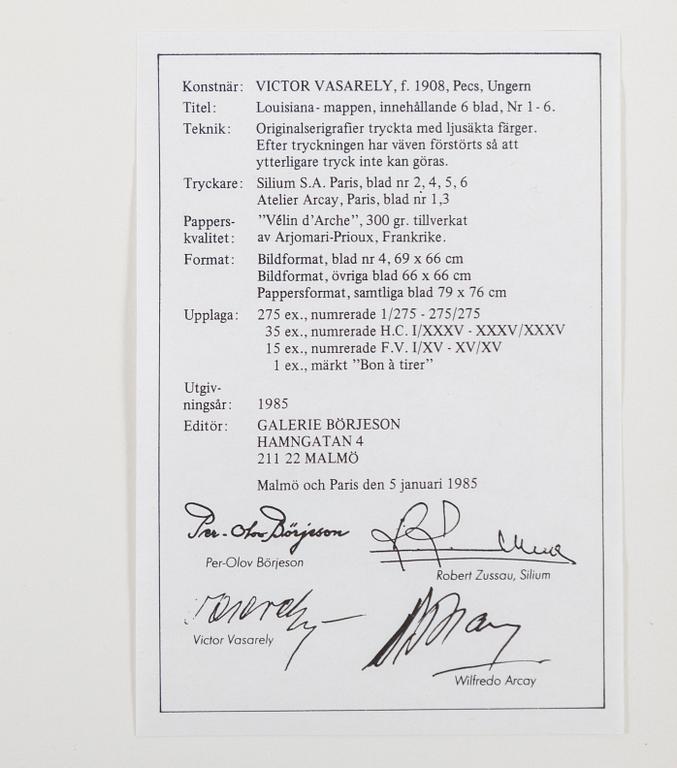 Konstnär: VICTOR VASARELY, f. 1908, Pecs, Ungern
Titel: Louisiana-mappen, innehållande 6 blad, Nr 1-6.
Teknik: Originalserigrafier tryckta med ljusäkta färger.
Efter tryckningen har väven förstörts så att
ytterligare tryck inte kan göras.
Tryckare: Silium S.A. Paris, blad nr 2, 4, 5, 6
Atelier Arcay, Paris, blad nr 1,3
Pappers- ”Vélin d’Arche”, 300 gr. tillverkat
kvalitet: av Arjomari-Prioux, Frankrike.
Format: Bildformat, blad nr 4, 69 x 66 cm
Bildformat, övriga blad 66 x 66 cm
Pappersformat, samtliga blad 79 x 76 cm
Upplaga: 275 ex., numrerade 1/275 - 275/275
35 ex., numrerade H.C. I/XXXV - XXXV/XXXV
15 ex., numrerade F.V. I/XV - XV/XV
1 ex., märkt ”Bon à tirer”
Utgiv-
ningsår: 1985
Editör: GALERIE BÖRJESON
HAMNGATAN 4
211 22 MALMÖ
Malmö och Paris den 5 januari 1985
Per-Olov Börjeson
Per-Olov Börjeson
Robert Zussau, Silium
Vasarely
Victor Vasarely
Wilfredo Arcay